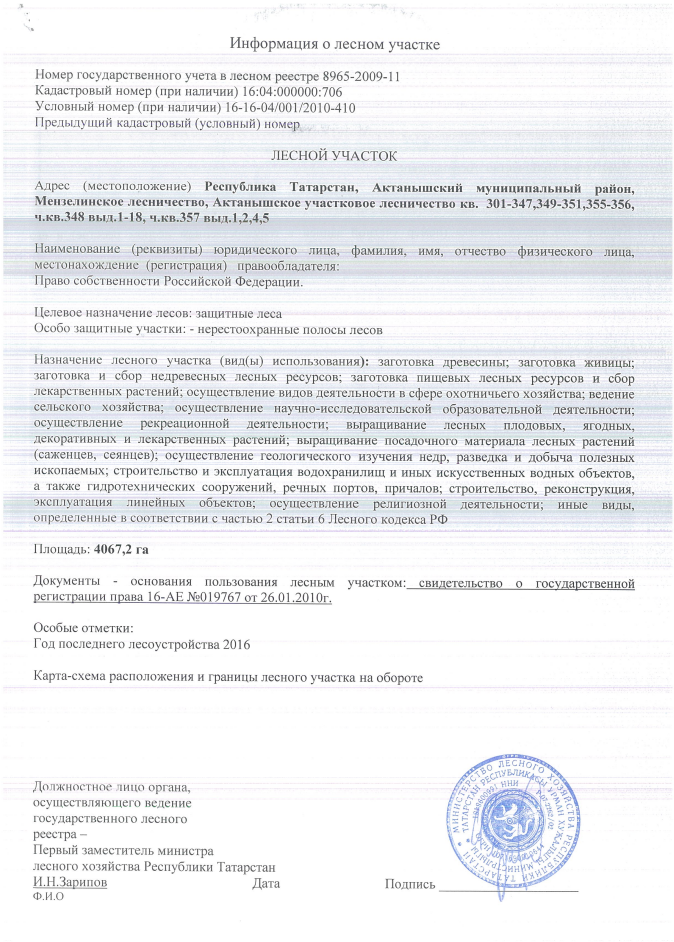 Информация о лесном участке
Номер государственного учета в лесном реестре 8965-2009-11
Кадастровый номер (при наличии) 16:04:000000:706
Условный номер (при наличии) 16-16-04/001/2010-410
Предыдущий кадастровый (условный) номер
ЛЕСНОЙ УЧАСТОК
Адрес (местоположение) Республика Татарстан, Актанышский муниципальный район,
Мензелинское лесничество, Актанышское участковое лесничество кв. 301-347,349-351,355-356,
ч.кв.348 выд.1-18, ч.кв.357 выд.1,2,4,5
Наименование (реквизиты) юридического лица, фамилия, имя, отчество физического лица,
местонахождение (регистрация) правообладателя:
Право собственности Российской Федерации.
Целевое назначение лесов: защитные леса
Особо защитные участки: - нерестоохранные полосы лесов
Назначение лесного участка (вид(ы) использования): заготовка древесины; заготовка живицы;
заготовка и сбор недревесных лесных ресурсов; заготовка пищевых лесных ресурсов и сбор
лекарственных растений; осуществление видов деятельности в сфере охотничьего хозяйства; ведение
сельского хозяйства; осуществление научно-исследовательской образовательной деятельности;
осуществление рекреационной деятельности; выращивание лесных плодовых, ягодных,
декоративных и лекарственных растений; выращивание посадочного материала лесных растений
(саженцев, сеянцев); осуществление геологического изучения недр, разведка и добыча полезных
ископаемых; строительство и эксплуатация водохранилищ и иных искусственных водных объектов,
а также гидротехнических сооружений, речных портов, причалов; строительство, реконструкция,
эксплуатация линейных объектов; осуществление религиозной деятельности; иные виды,
определенные в соответствии с частью 2 статьи 6 Лесного кодекса РФ
Площадь: 4067,2 га
Документы - основания пользования лесным участком: свидетельство о государственной
регистрации права 16-АЕ №019767 от 26.01.2010г.
Особые отметки:
Год последнего лесоустройства 2016
Карта-схема расположения и границы лесного участка на обороте
Должностное лицо органа,
осуществляющего ведение
государственного лесного
реестра –
Первый заместитель министра
лесного хозяйства Республики Татарстан
И.Н.Зарипов Дата Подпись
Ф.И.О
МИНИСТЕРСТВО ЛЕСНОГО ХОЗЯЙСТВА РЕСПУБЛИКИ ТАТАРСТАН
ТАТАРСТАН РЕСПУБЛИКАСЫ УРМАН ХУҖАЛЫГЫ МИНИСТРЛЫГЫ